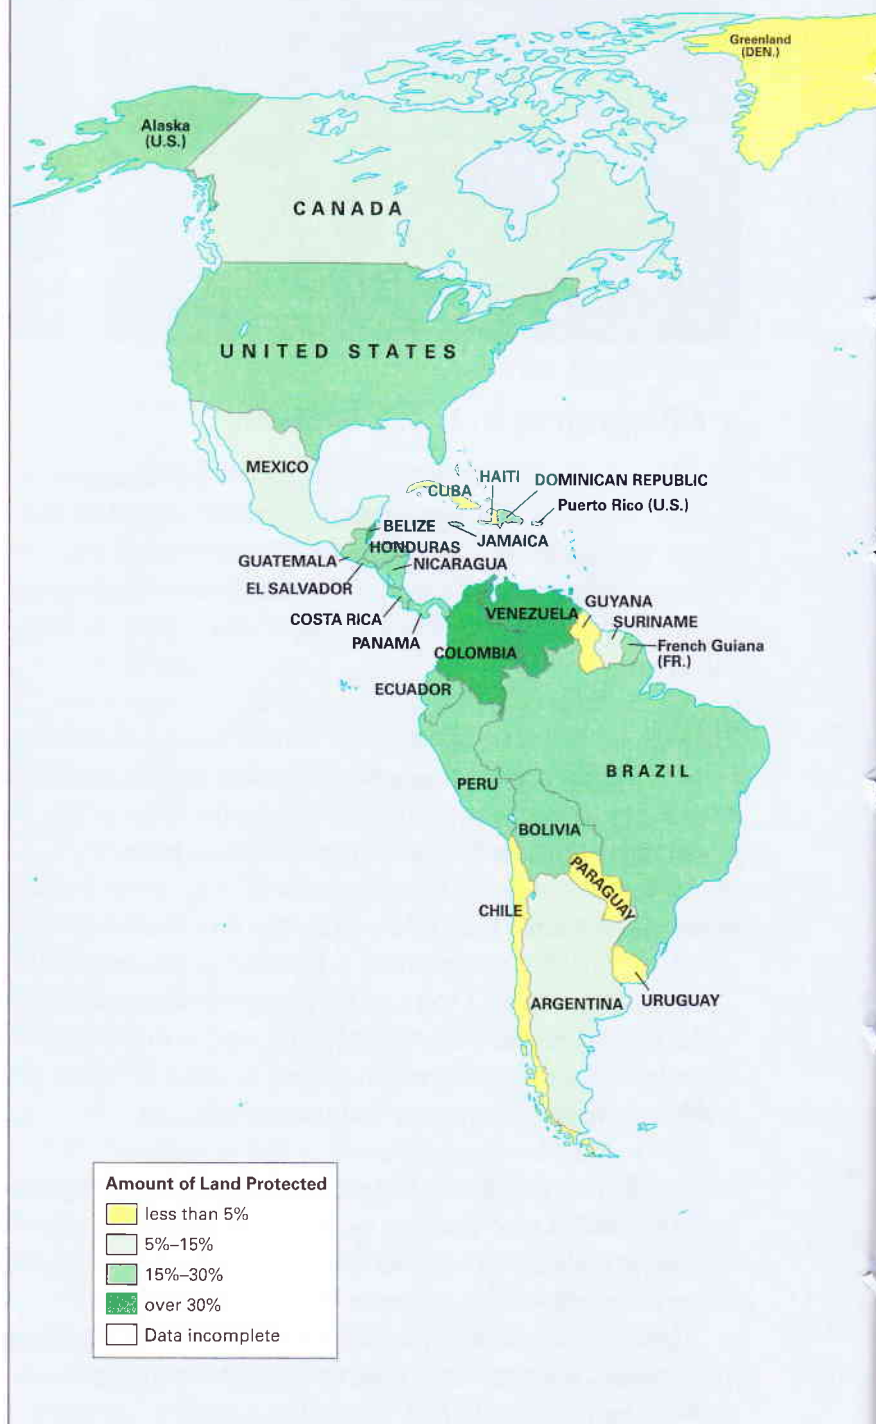 Greenland
(DEN.)
Alaska
(U.S.)
CANADA
UNITED STATES
MEXICO
HAITI
DOMINICAN REPUBLIC
CUBA
Puerto Rico (U.S.)
BELIZE
JAMAICA
HONDURAS
GUATEMALA
NICARAGUA
EL SALVADOR
GUYANA
VENEZUELA
COSTA RICA
SURINAME
PANAMA
French Guiana
(FR.)
COLOMBIA
ECUADOR
BRAZIL
PERU
BOLIVIA
PARAGUAY
CHILE
ARGENTINA
URUGUAY
Amount of Land Protected
less than 5%
5%–15%
15%–30%
over 30%
Data incomplete